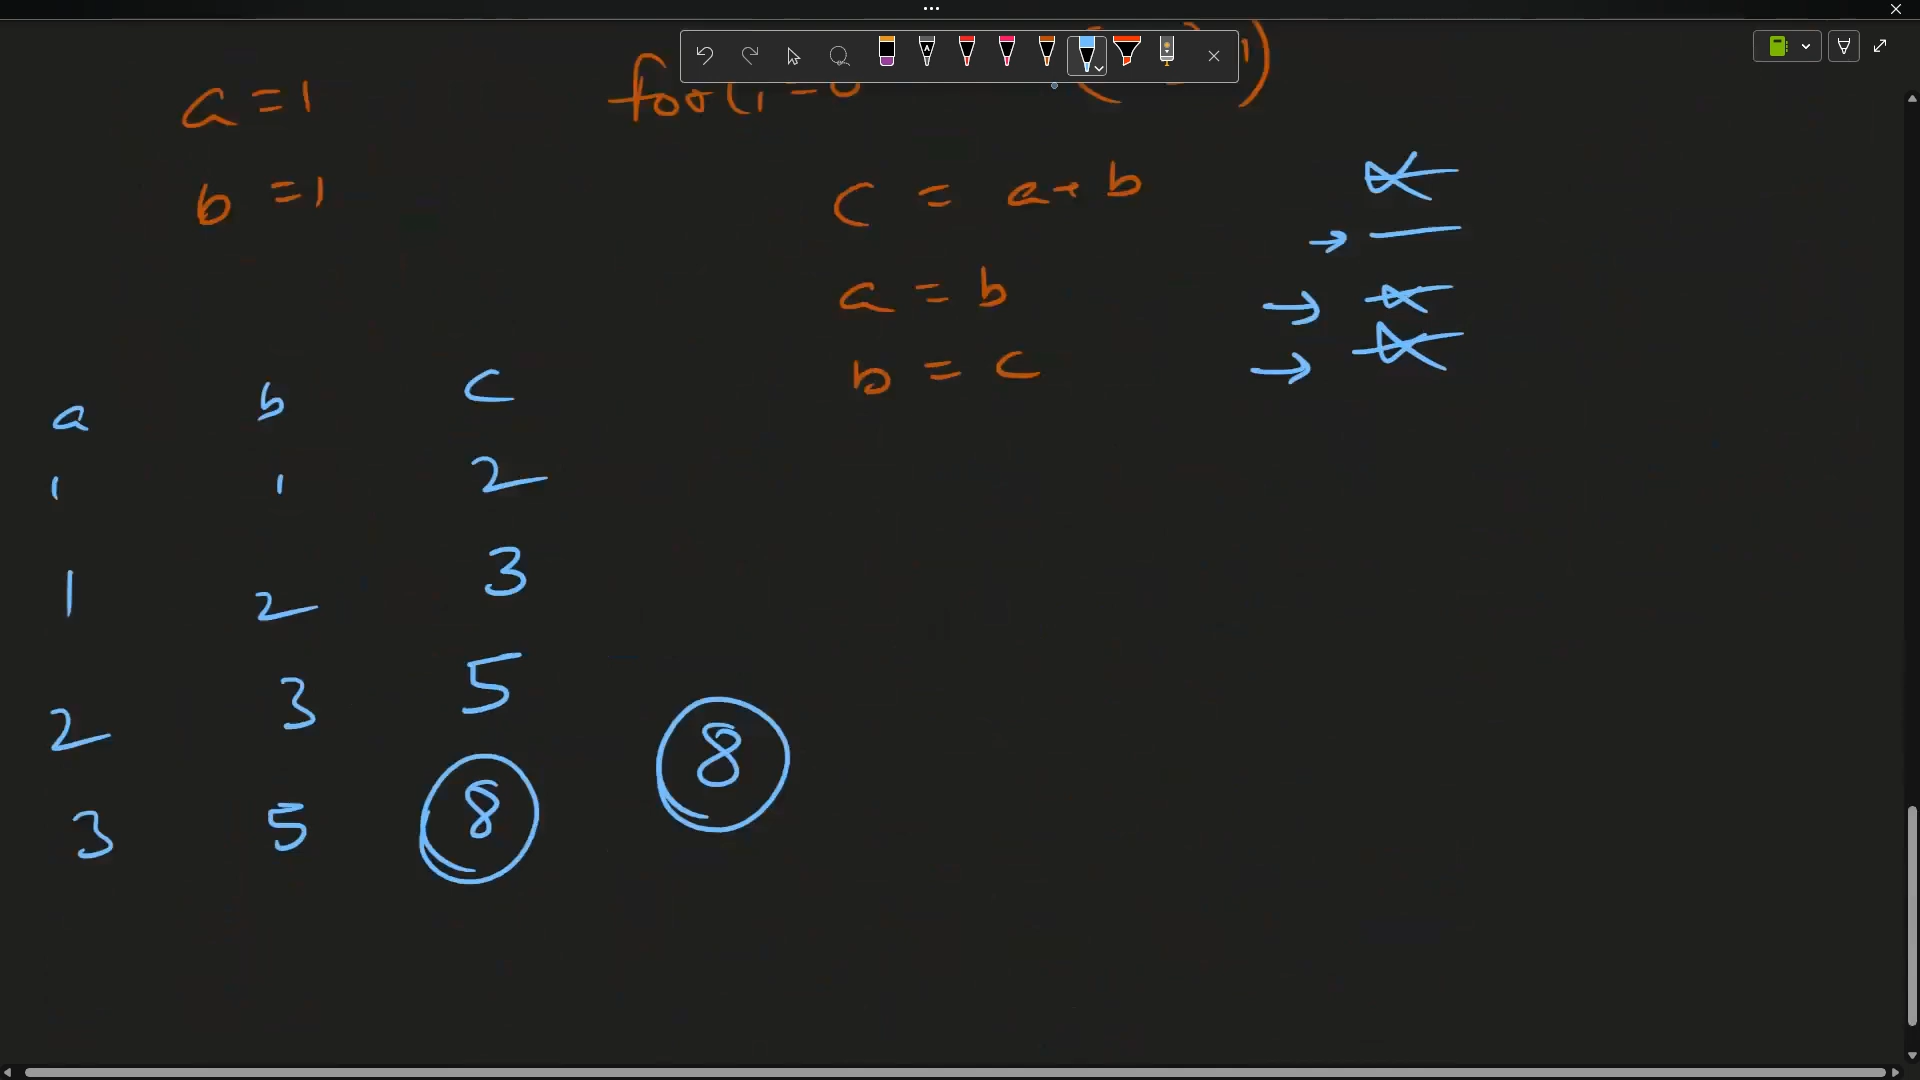 a = 1
for(i = 0
b = 1
c = a + b
a = b
b = c
a b c
1 1 2
1 2 3
2 3 5
8
3 5 8